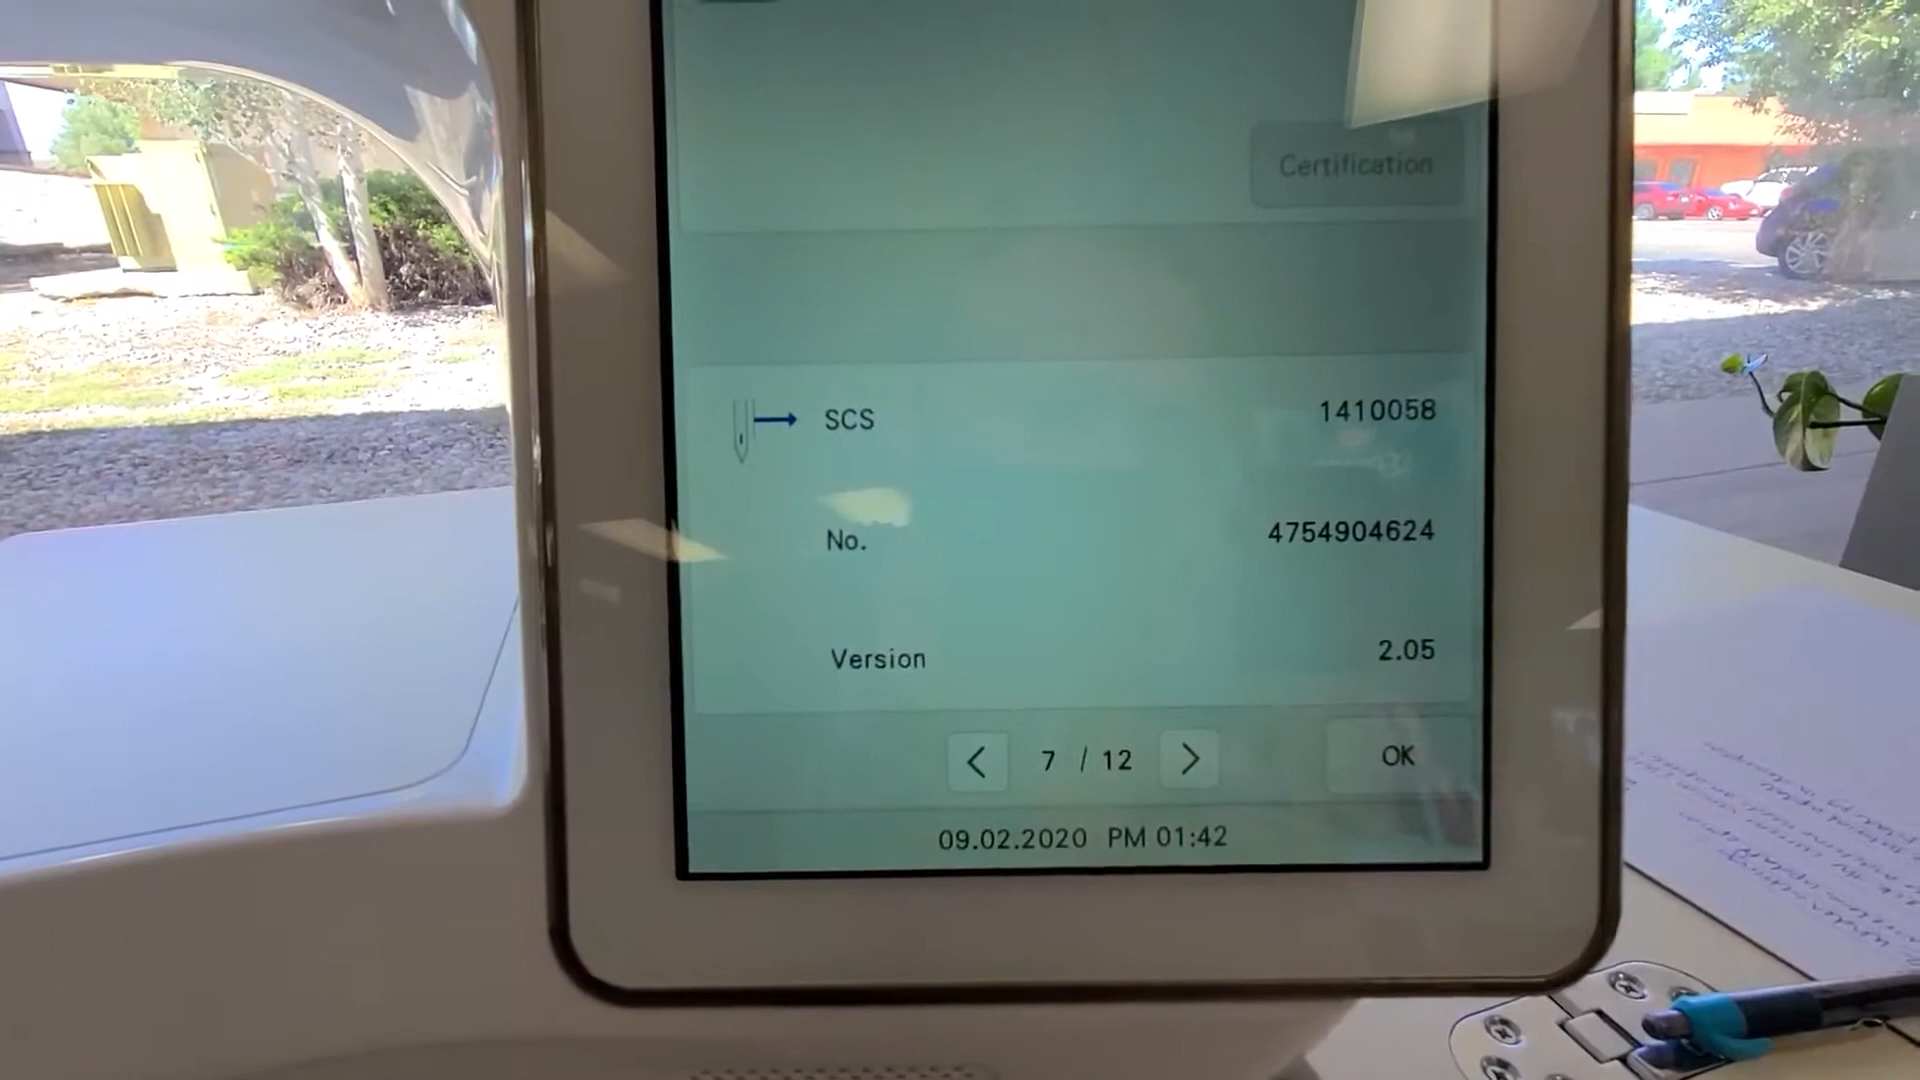 Certification
SCS 1410058
No. 4754904624
Version 2.05
< 7 / 12 > OK
09.02.2020 PM 01:42